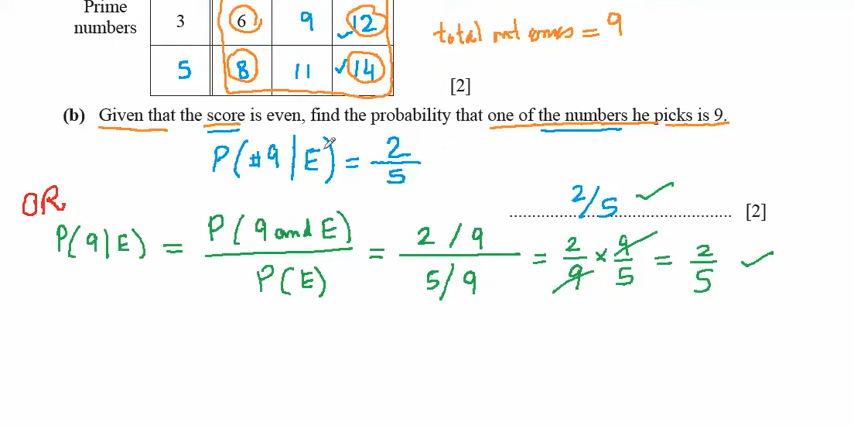 Prime
numbers 3 6 9 12
total outcomes = 9
5 8 11 14
[2]
(b) Given that the score is even, find the probability that one of the numbers he picks is 9.
P(#9|E) = 2/5
OR
2/5 [2]
P(9|E) = P(9 and E)/P(E) = (2/9)/(5/9) = 2/9 × 9/5 = 2/5